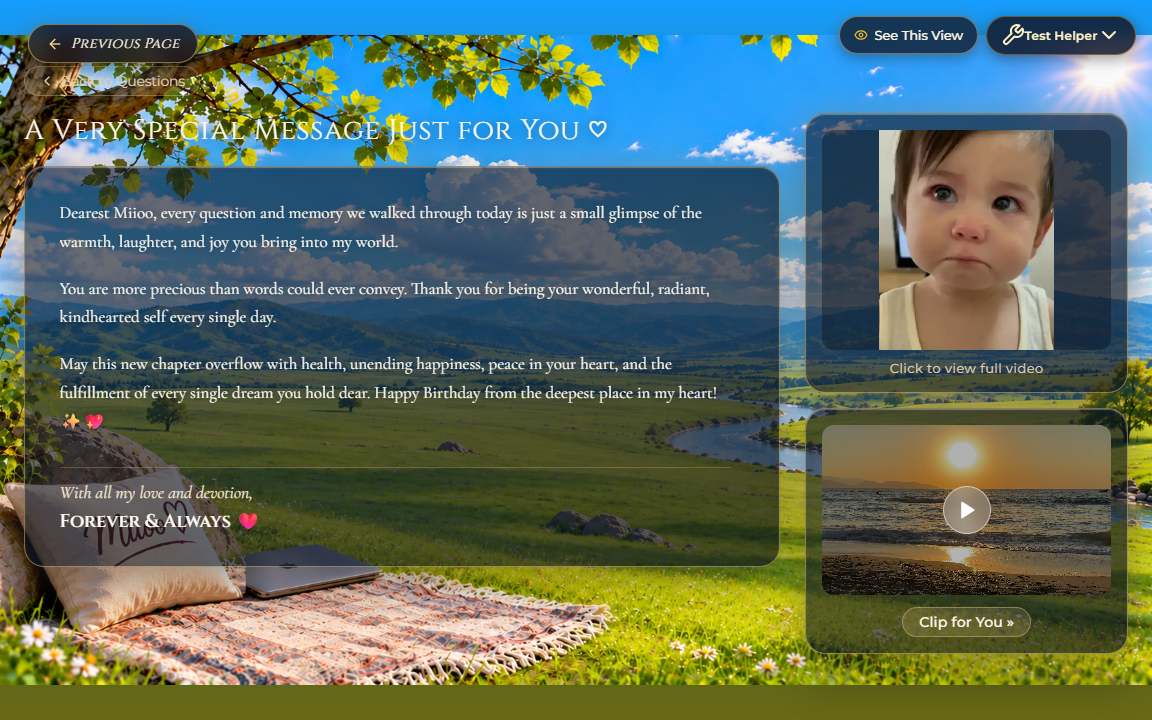 ← Previous Page
See This View
Test Helper
Back to Questions
A Very Special Message Just for You ♡
Dearest Miioo, every question and memory we walked through today is just a small glimpse of the
warmth, laughter, and joy you bring into my world.
You are more precious than words could ever convey. Thank you for being your wonderful, radiant,
kindhearted self every single day.
May this new chapter overflow with health, unending happiness, peace in your heart, and the
fulfillment of every single dream you hold dear. Happy Birthday from the deepest place in my heart!
✨ 💖
With all my love and devotion,
Forever & Always ❤️
Miioo
Click to view full video
Clip for You »